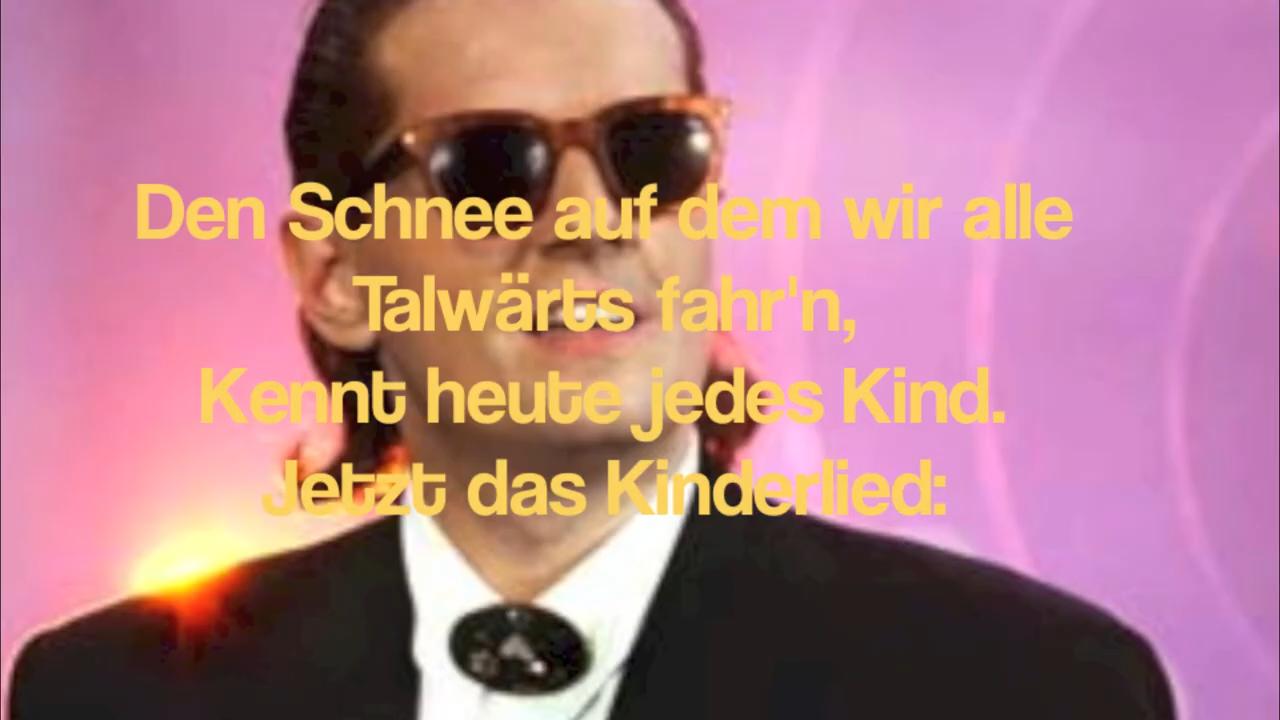 Den Schnee auf dem wir alle
Talwärts fahr'n,
Kennt heute jedes Kind.
Jetzt das Kinderlied: